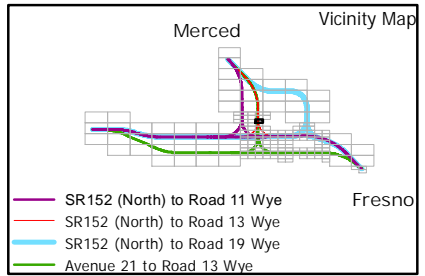 Vicinity Map
Merced
Fresno
SR152 (North) to Road 11 Wye
SR152 (North) to Road 13 Wye
SR152 (North) to Road 19 Wye
Avenue 21 to Road 13 Wye